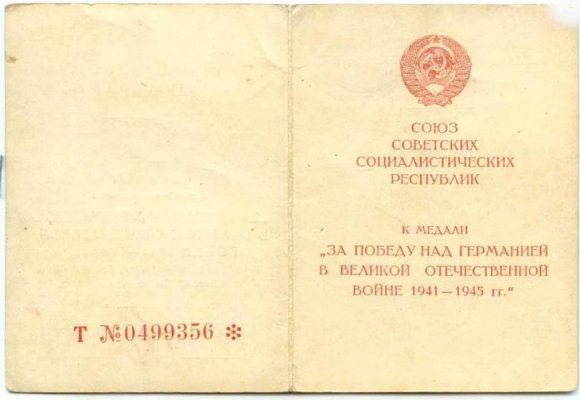 Т №0499356 *
СОЮЗ
СОВЕТСКИХ
СОЦИАЛИСТИЧЕСКИХ
РЕСПУБЛИК
К МЕДАЛИ
„ЗА ПОБЕДУ НАД ГЕРМАНИЕЙ
В ВЕЛИКОЙ ОТЕЧЕСТВЕННОЙ
ВОЙНЕ 1941—1945 гг.“